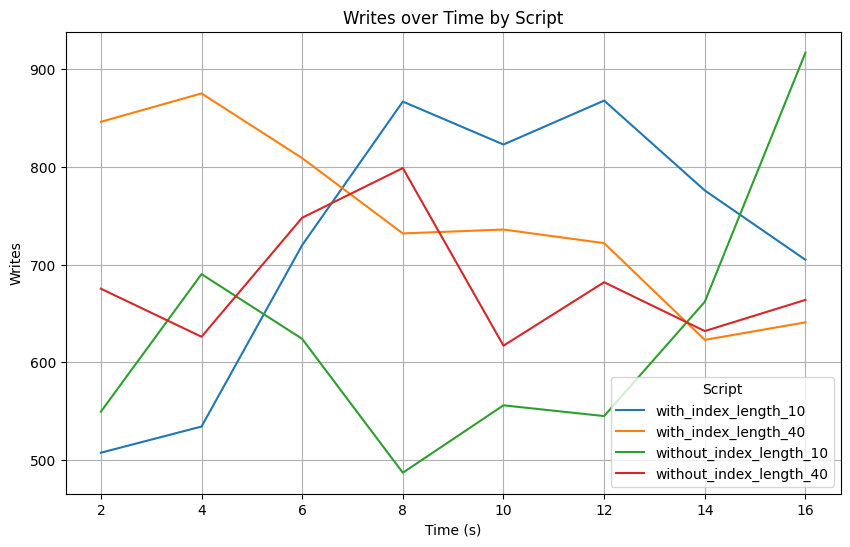 Writes over Time by Script
900
800
700
600
500
Writes
2 4 6 8 10 12 14 16
Time (s)
Script
with_index_length_10
with_index_length_40
without_index_length_10
without_index_length_40